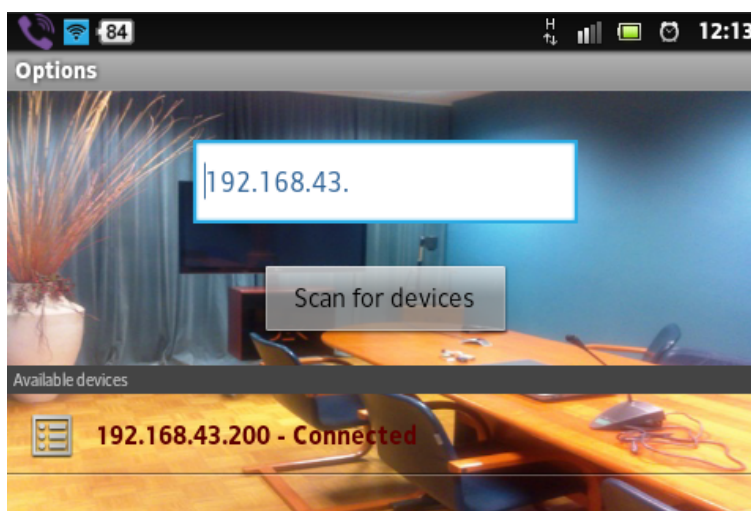 84 H 12:13
Options
192.168.43.
Scan for devices
Available devices
192.168.43.200 - Connected